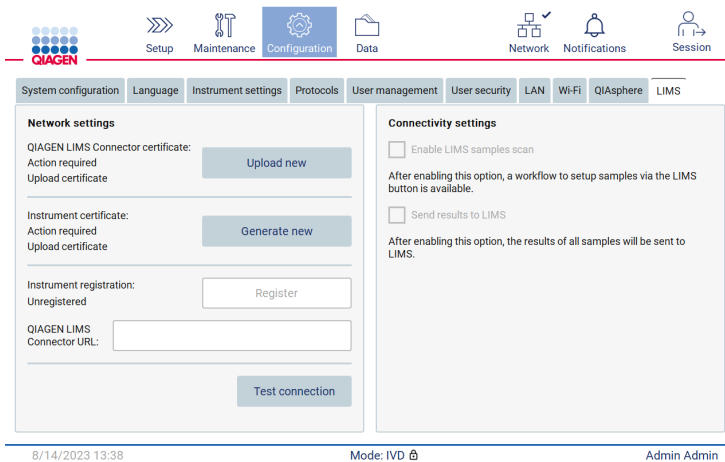 QIAGEN
Setup
Maintenance
Configuration
Data
Network
Notifications
Session
System configuration
Language
Instrument settings
Protocols
User management
User security
LAN
Wi-Fi
QIAsphere
LIMS
Network settings
QIAGEN LIMS Connector certificate:
Action required
Upload certificate
Upload new
Instrument certificate:
Action required
Upload certificate
Generate new
Instrument registration:
Unregistered
Register
QIAGEN LIMS
Connector URL:
Test connection
Connectivity settings
Enable LIMS samples scan
After enabling this option, a workflow to setup samples via the LIMS
button is available.
Send results to LIMS
After enabling this option, the results of all samples will be sent to
LIMS.
8/14/2023 13:38
Mode: IVD
Admin Admin